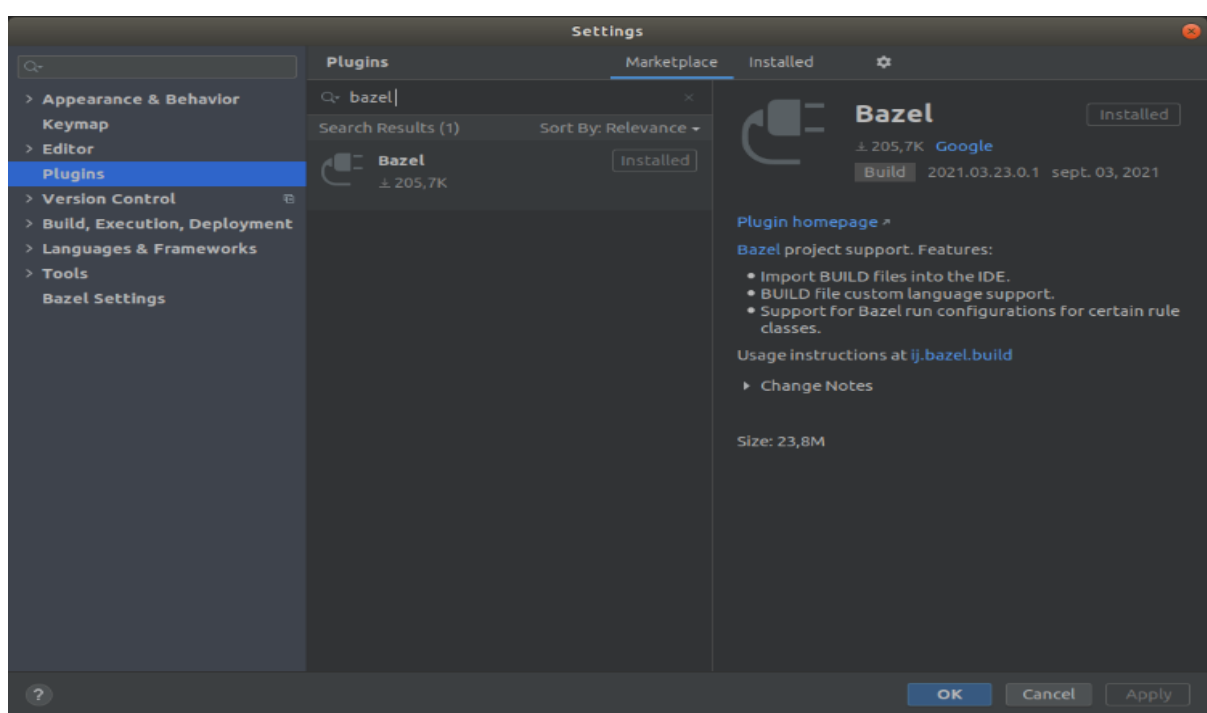 Settings
Plugins
Marketplace
Installed
Appearance & Behavior
Keymap
Editor
Plugins
Version Control
Build, Execution, Deployment
Languages & Frameworks
Tools
Bazel Settings
bazel
Search Results (1)
Sort By: Relevance
Bazel
Installed
205,7K
Bazel
Installed
205,7K Google
Build 2021.03.23.0.1 sept. 03, 2021
Plugin homepage
Bazel project support. Features:
• Import BUILD files into the IDE.
• BUILD file custom language support.
• Support for Bazel run configurations for certain rule
classes.
Usage instructions at ij.bazel.build
Change Notes
Size: 23,8M
?
OK
Cancel
Apply